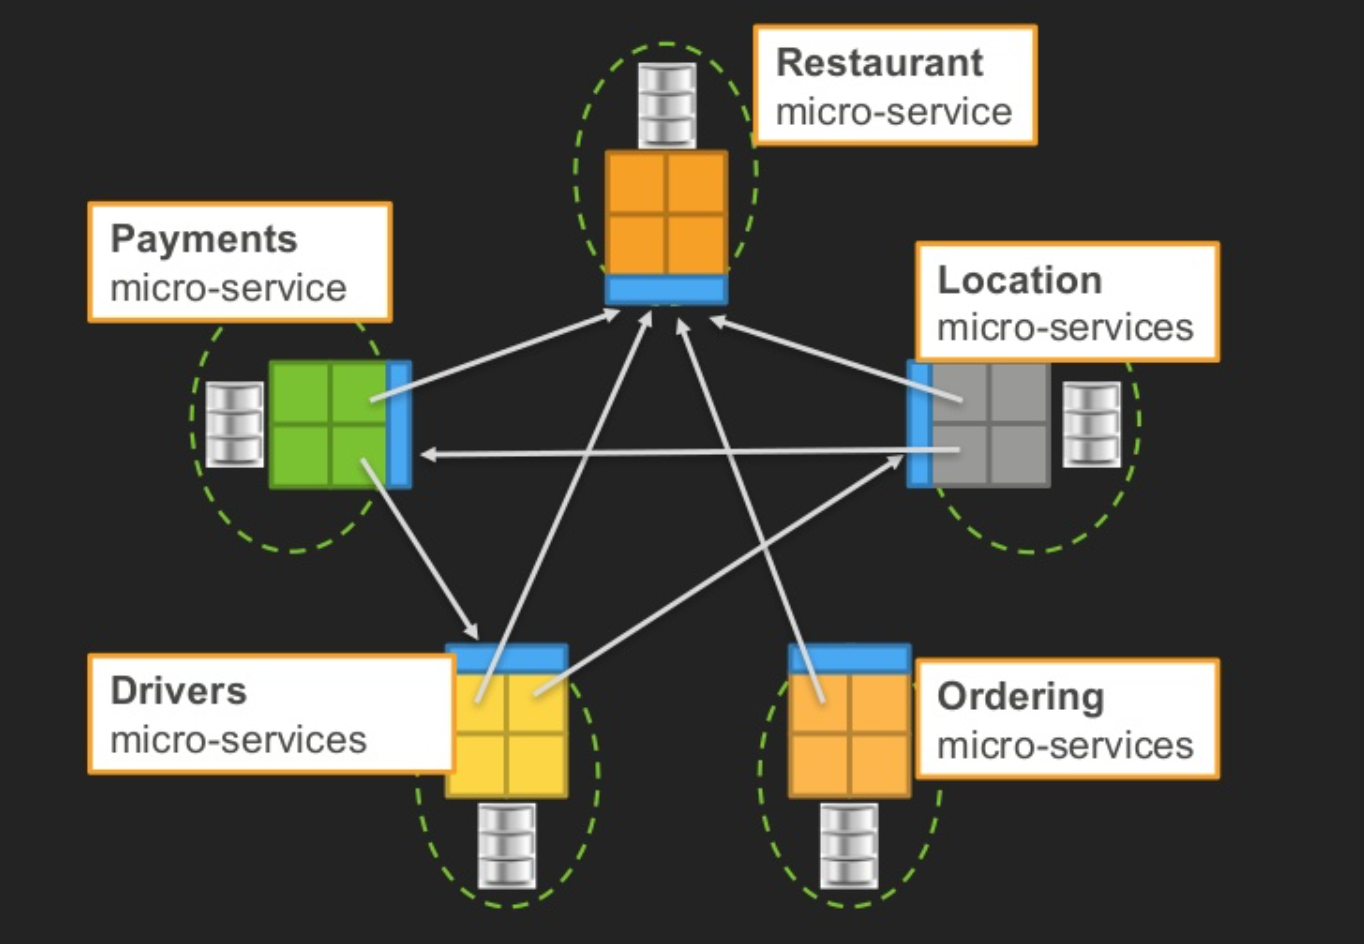 Restaurant
micro-service
Payments
micro-service
Location
micro-services
Drivers
micro-services
Ordering
micro-services